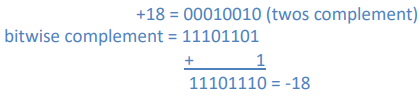 +18 = 00010010 (twos complement)
bitwise complement = 11101101
+ 1
11101110 = -18